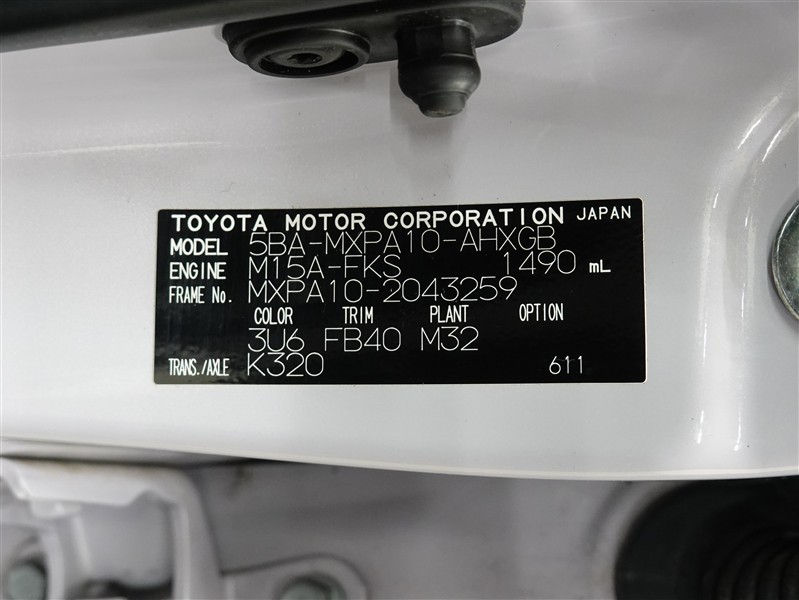 TOYOTA MOTOR CORPORATION JAPAN
MODEL 5BA-MXPA10-AHXGB
ENGINE M15A-FKS 1490 mL
FRAME No. MXPA10-2043259
COLOR TRIM PLANT OPTION
3U6 FB40 M32
TRANS./AXLE K320 611